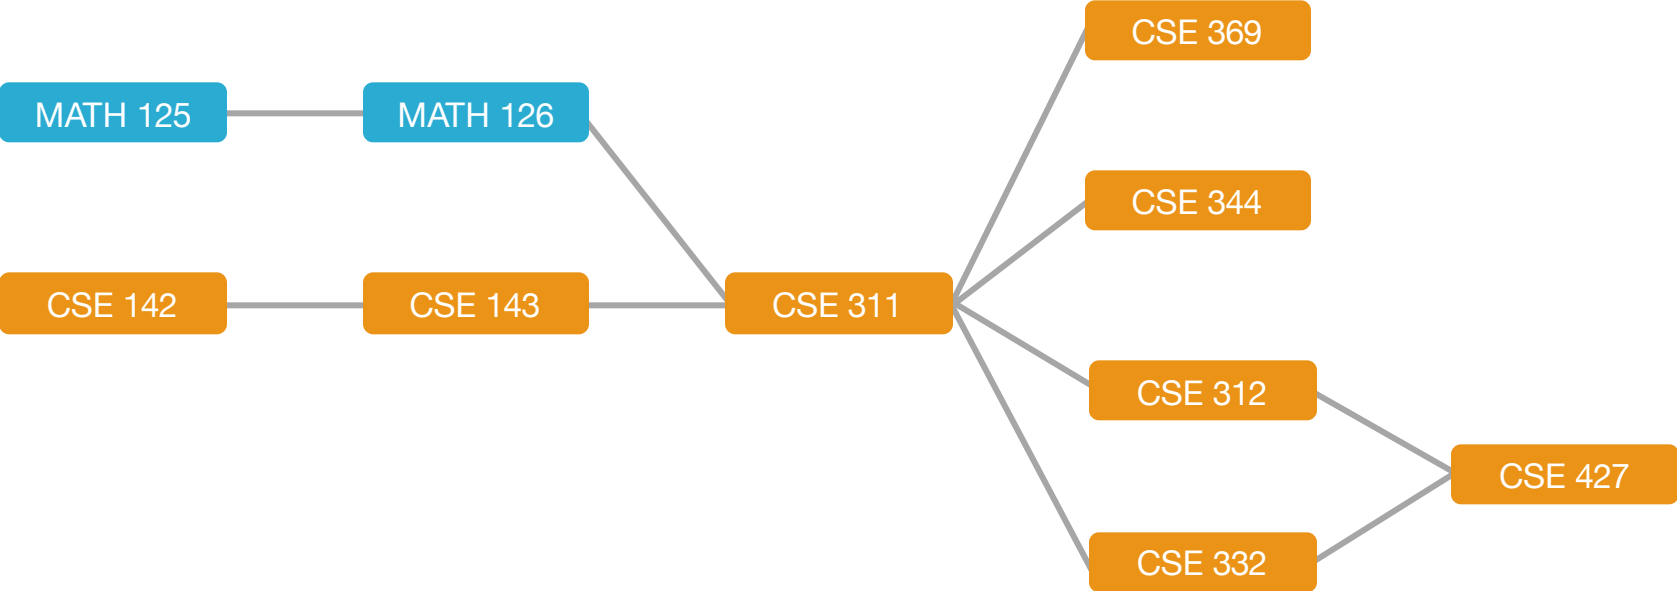 CSE 369
MATH 125
MATH 126
CSE 344
CSE 142
CSE 143
CSE 311
CSE 312
CSE 427
CSE 332